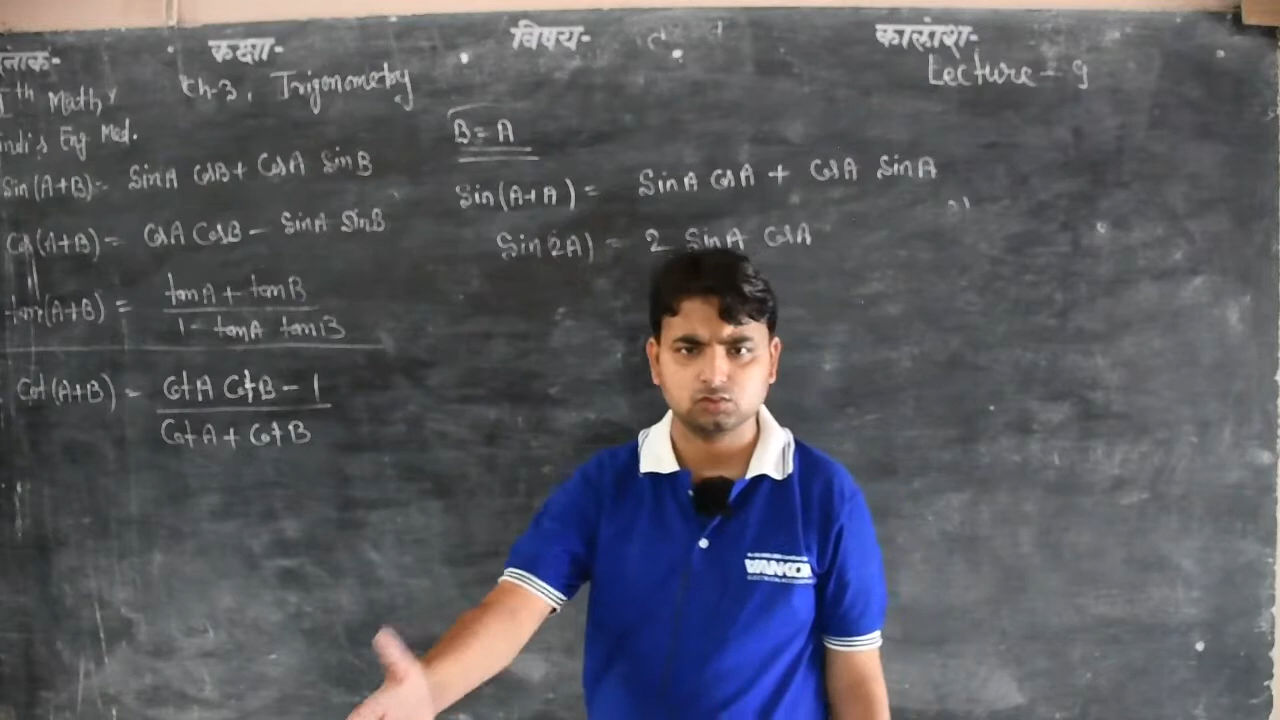 नाक-
कक्षा-
विषय-
कालांश-
Ch-3, Trigonometry
Lecture - 9
th Math
Eng Med.
B = A
Sin(A+B) = SinA CosB + CosA SinB
Cos(A+B) = CosA CosB - SinA SinB
tan(A+B) = tanA + tanB
1 - tanA tanB
Cot(A+B) = CotA CotB - 1
CotA + CotB
Sin(A+A) = SinA CosA + CosA SinA
Sin(2A) = 2 SinA CosA